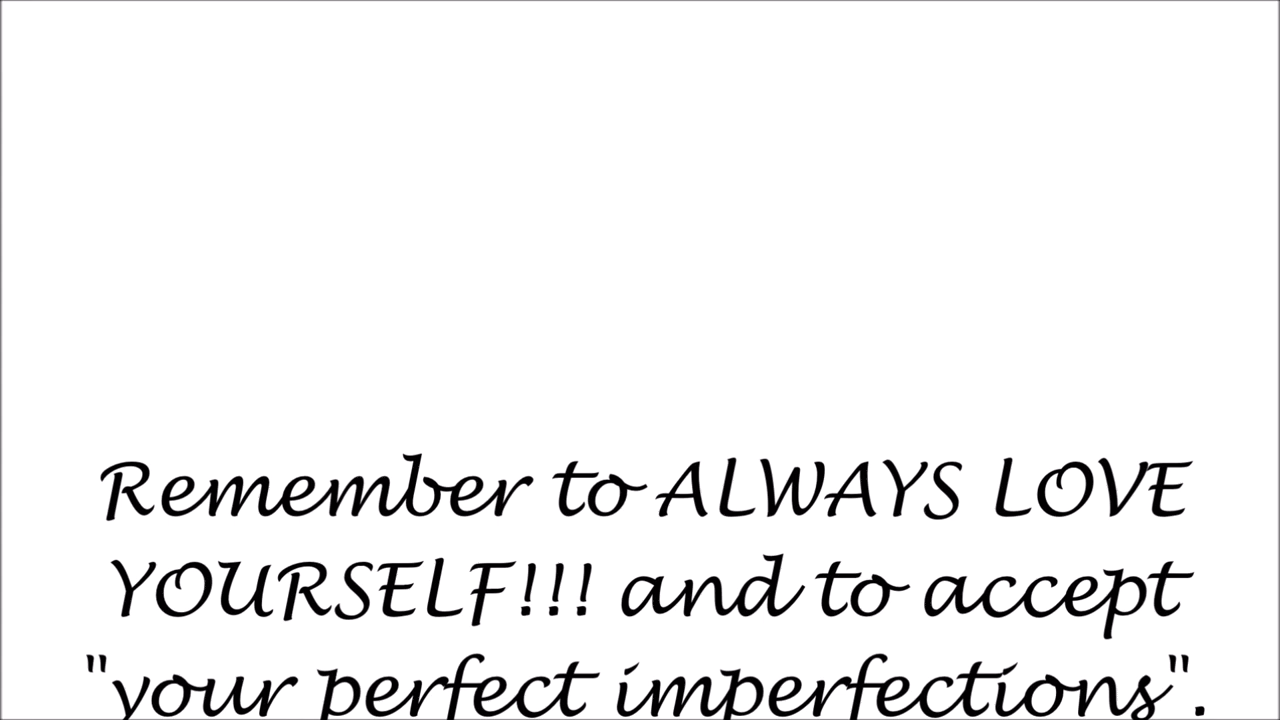 Remember to ALWAYS LOVE
YOURSELF!!! and to accept
"your perfect imperfections".